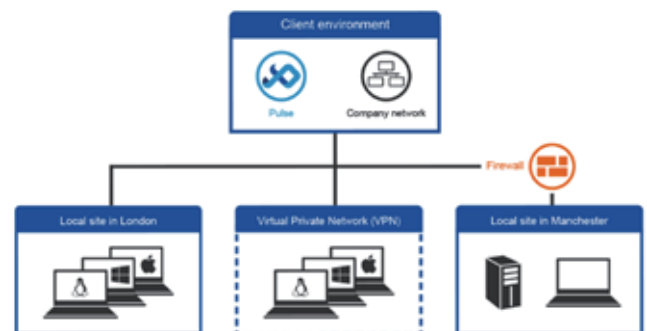 Client environment
Pulse
Company network
Firewall
Local site in London
Virtual Private Network (VPN)
Local site in Manchester